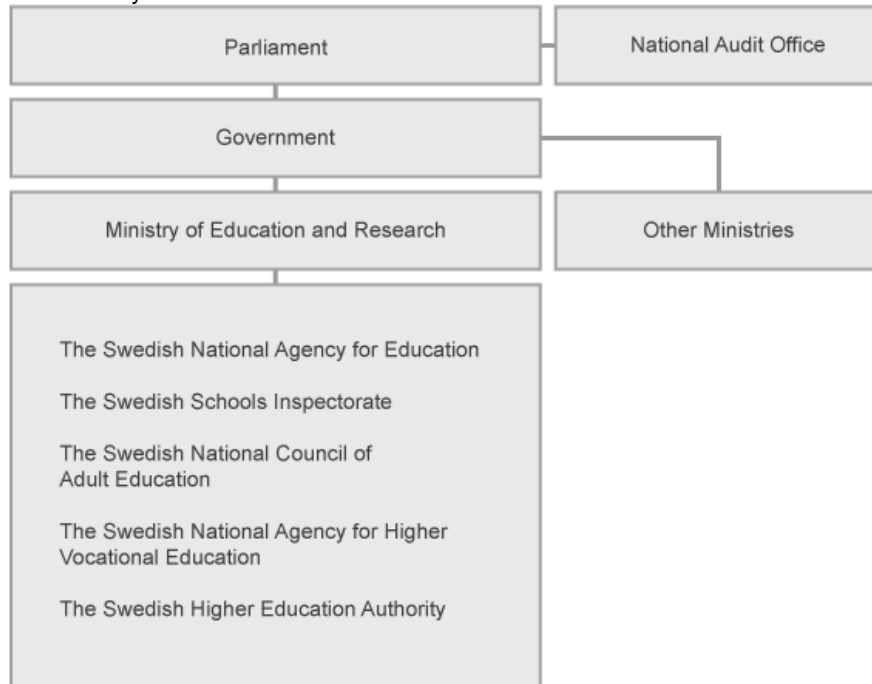 Parliament
National Audit Office
Government
Ministry of Education and Research
Other Ministries
The Swedish National Agency for Education
The Swedish Schools Inspectorate
The Swedish National Council of
Adult Education
The Swedish National Agency for Higher
Vocational Education
The Swedish Higher Education Authority